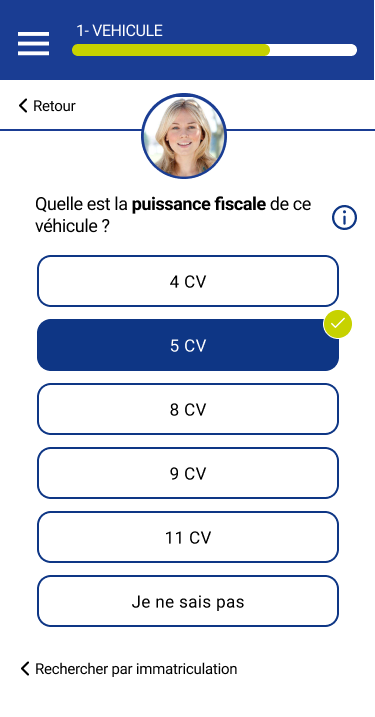 1- VEHICULE
Retour
Quelle est la puissance fiscale de ce
véhicule ?
4 CV
5 CV
8 CV
9 CV
11 CV
Je ne sais pas
Rechercher par immatriculation